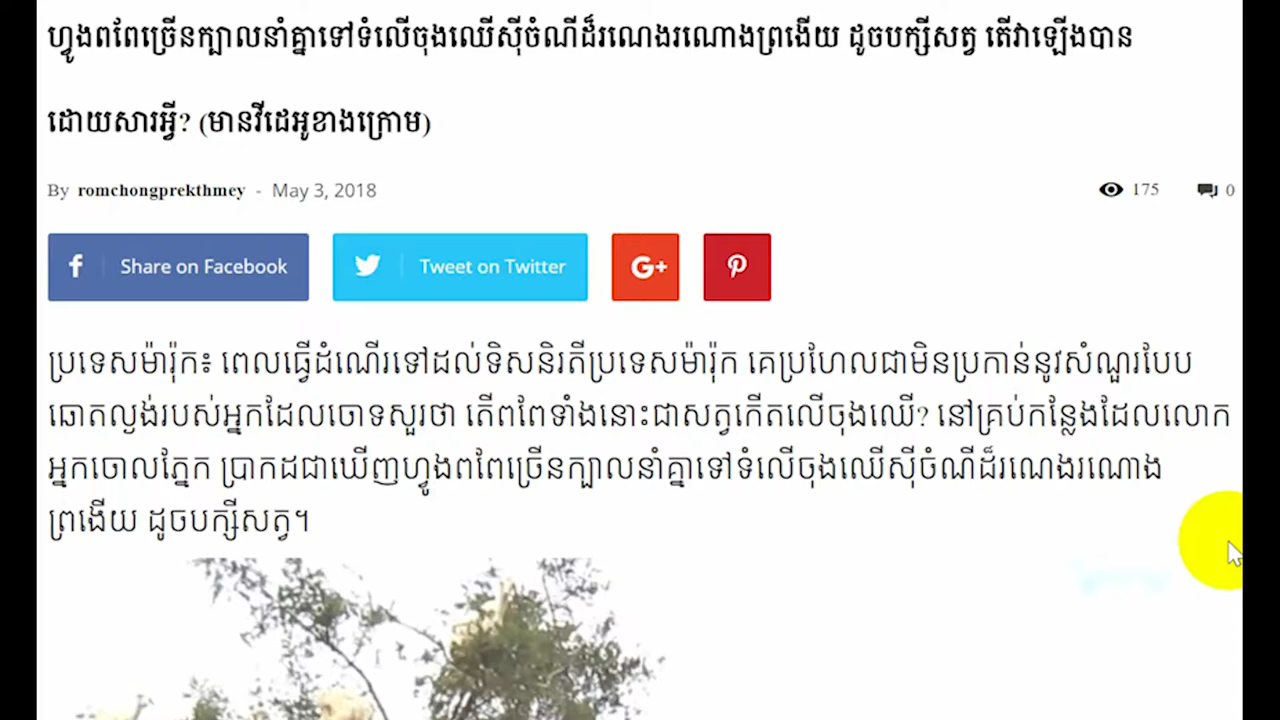 ហ្វូងពពែច្រើនក្បាលនាំគ្នាទៅទំលើចុងឈើស៊ីចំណីដ៏រណេងរណោងព្រងើយ ដូចបក្សីសត្វ តើវាឡើងបាន
ដោយសារអ្វី? (មានវីដេអូខាងក្រោម)
By romchongprekthmey - May 3, 2018 175 0
Share on Facebook Tweet on Twitter G+
ប្រទេសម៉ារ៉ុក៖ ពេលធ្វើដំណើរទៅដល់ទិសនិរតីប្រទេសម៉ារ៉ុក គេប្រហែលជាមិនប្រកាន់នូវសំណួរបែប
ឆោតល្ងង់របស់អ្នកដែលចោទសួរថា តើពពែទាំងនោះជាសត្វកើតលើចុងឈើ? នៅគ្រប់កន្លែងដែលលោក
អ្នកចោលភ្នែក ប្រាកដជាឃើញហ្វូងពពែច្រើនក្បាលនាំគ្នាទៅទំលើចុងឈើស៊ីចំណីដ៏រណេងរណោង
ព្រងើយ ដូចបក្សីសត្វ។